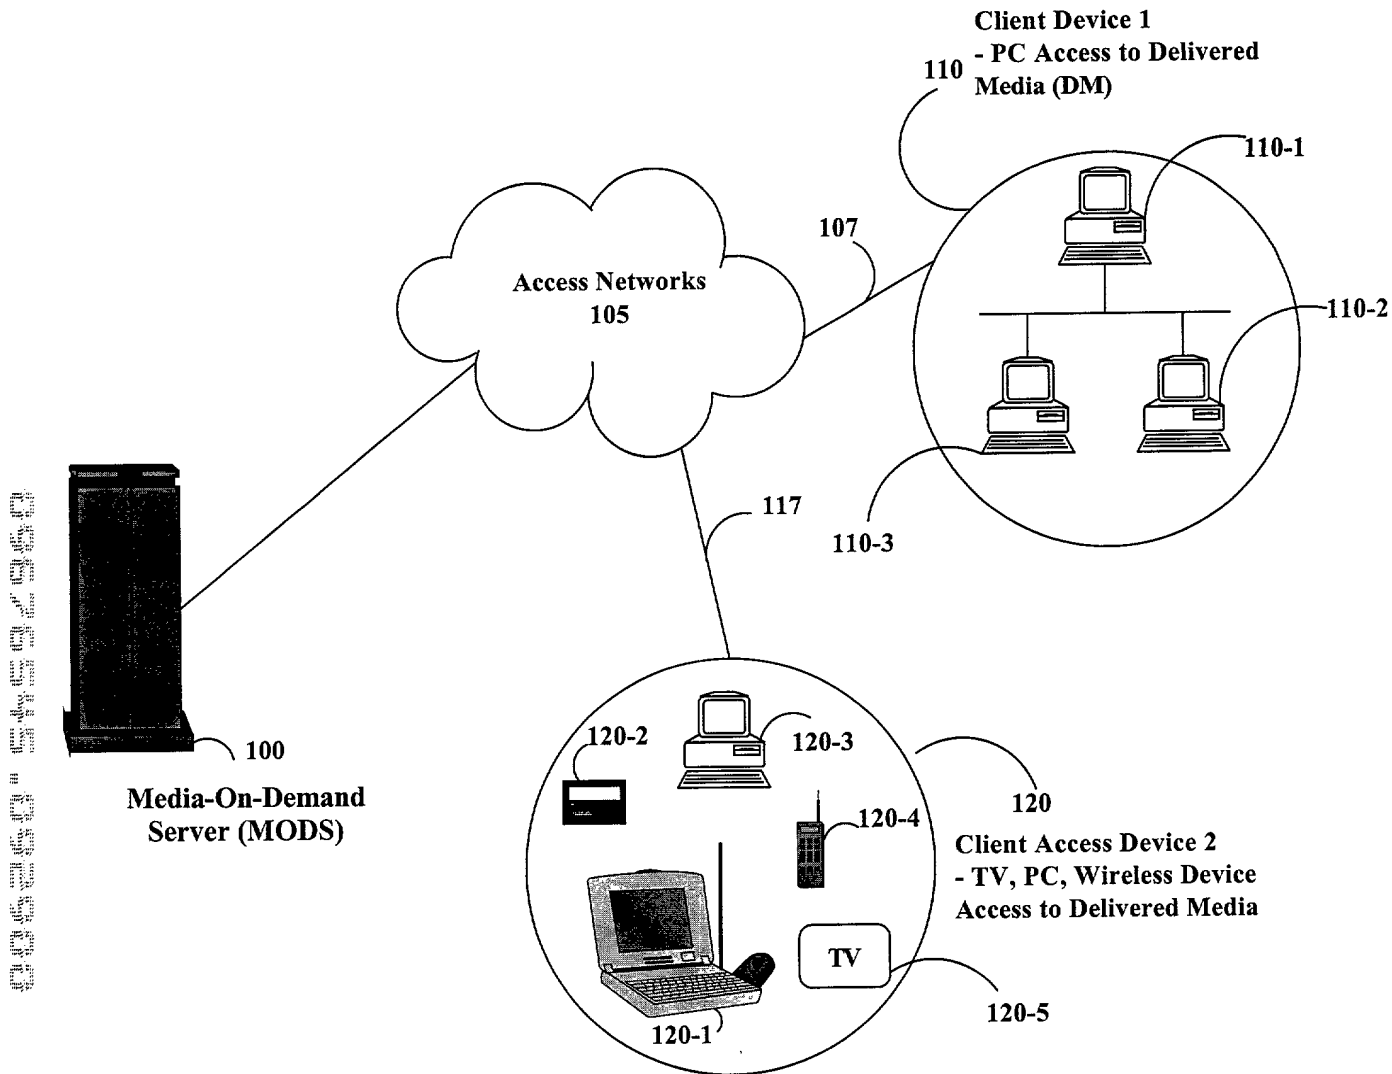 Client Device 1
- PC Access to Delivered
Media (DM)
110
110-1
107
Access Networks
105
110-2
117
110-3
100
Media-On-Demand
Server (MODS)
120-2
120-3
120-4
120
Client Access Device 2
- TV, PC, Wireless Device
Access to Delivered Media
TV
120-5
120-1